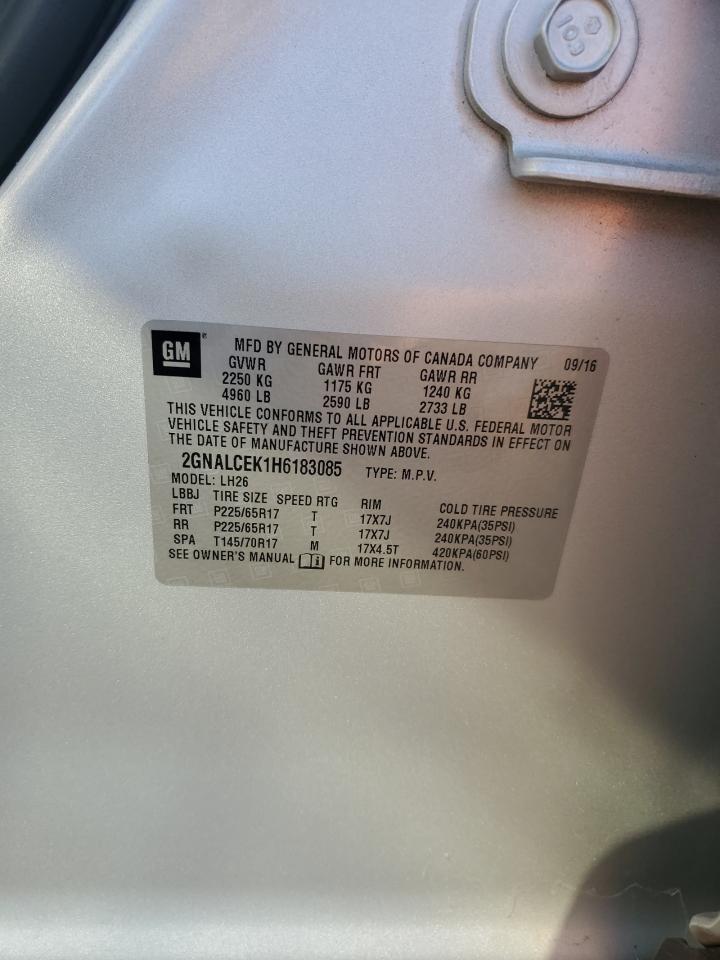 109
GM
MFD BY GENERAL MOTORS OF CANADA COMPANY 09/16
GVWR GAWR FRT GAWR RR
2250 KG 1175 KG 1240 KG
4960 LB 2590 LB 2733 LB
THIS VEHICLE CONFORMS TO ALL APPLICABLE U.S. FEDERAL MOTOR
VEHICLE SAFETY AND THEFT PREVENTION STANDARDS IN EFFECT ON
THE DATE OF MANUFACTURE SHOWN ABOVE.
2GNALCEK1H6183085 TYPE: M.P.V.
MODEL: LH26
LBBJ TIRE SIZE SPEED RTG RIM COLD TIRE PRESSURE
FRT P225/65R17 T 17X7J 240KPA(35PSI)
RR P225/65R17 T 17X7J 240KPA(35PSI)
SPA T145/70R17 M 17X4.5T 420KPA(60PSI)
SEE OWNER'S MANUAL i FOR MORE INFORMATION.